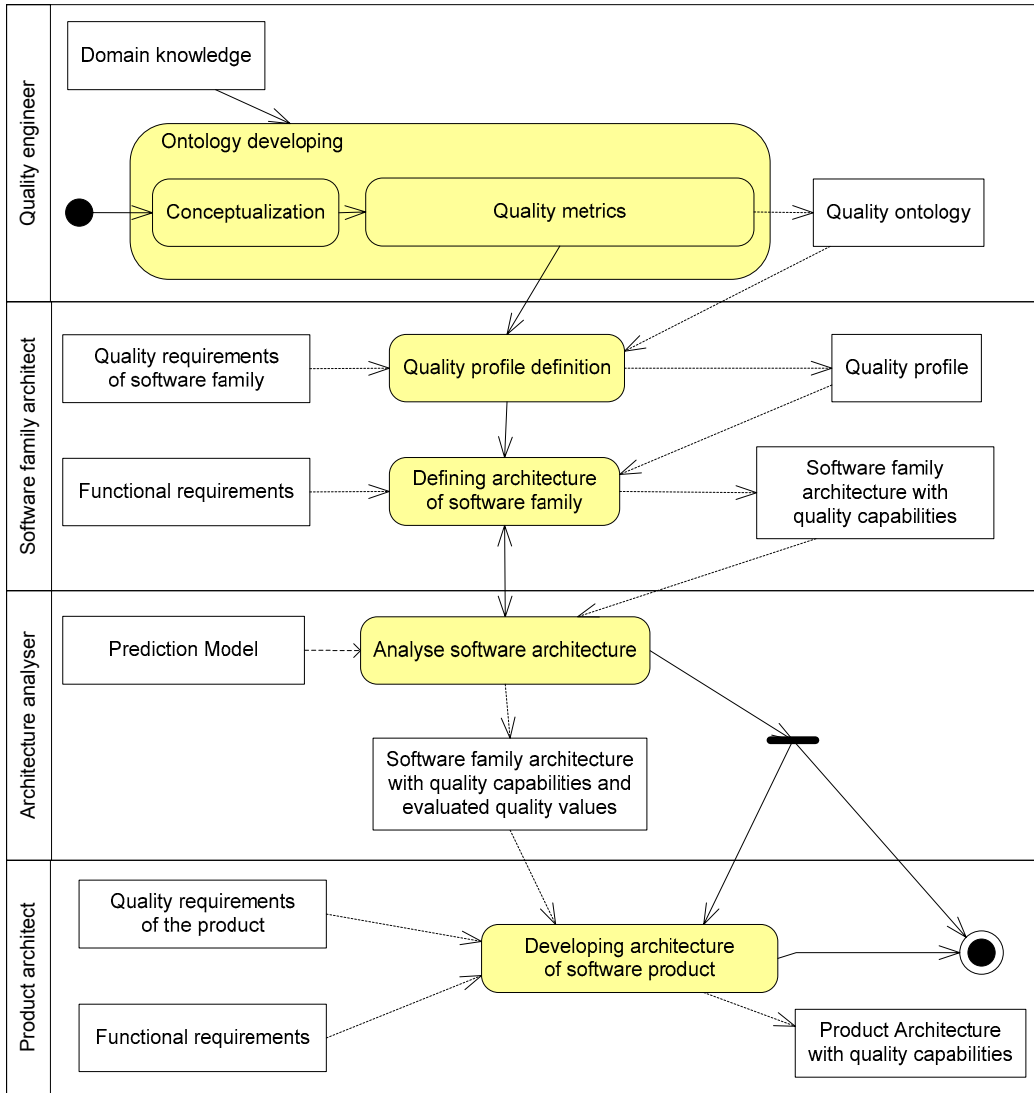 Quality engineer
Domain knowledge
Ontology developing
Conceptualization
Quality metrics
Quality ontology
Software family architect
Quality requirements
of software family
Quality profile definition
Quality profile
Functional requirements
Defining architecture
of software family
Software family
architecture with
quality capabilities
Architecture analyser
Prediction Model
Analyse software architecture
Software family architecture
with quality capabilities and
evaluated quality values
Product architect
Quality requirements
of the product
Developing architecture
of software product
Functional requirements
Product Architecture
with quality capabilities